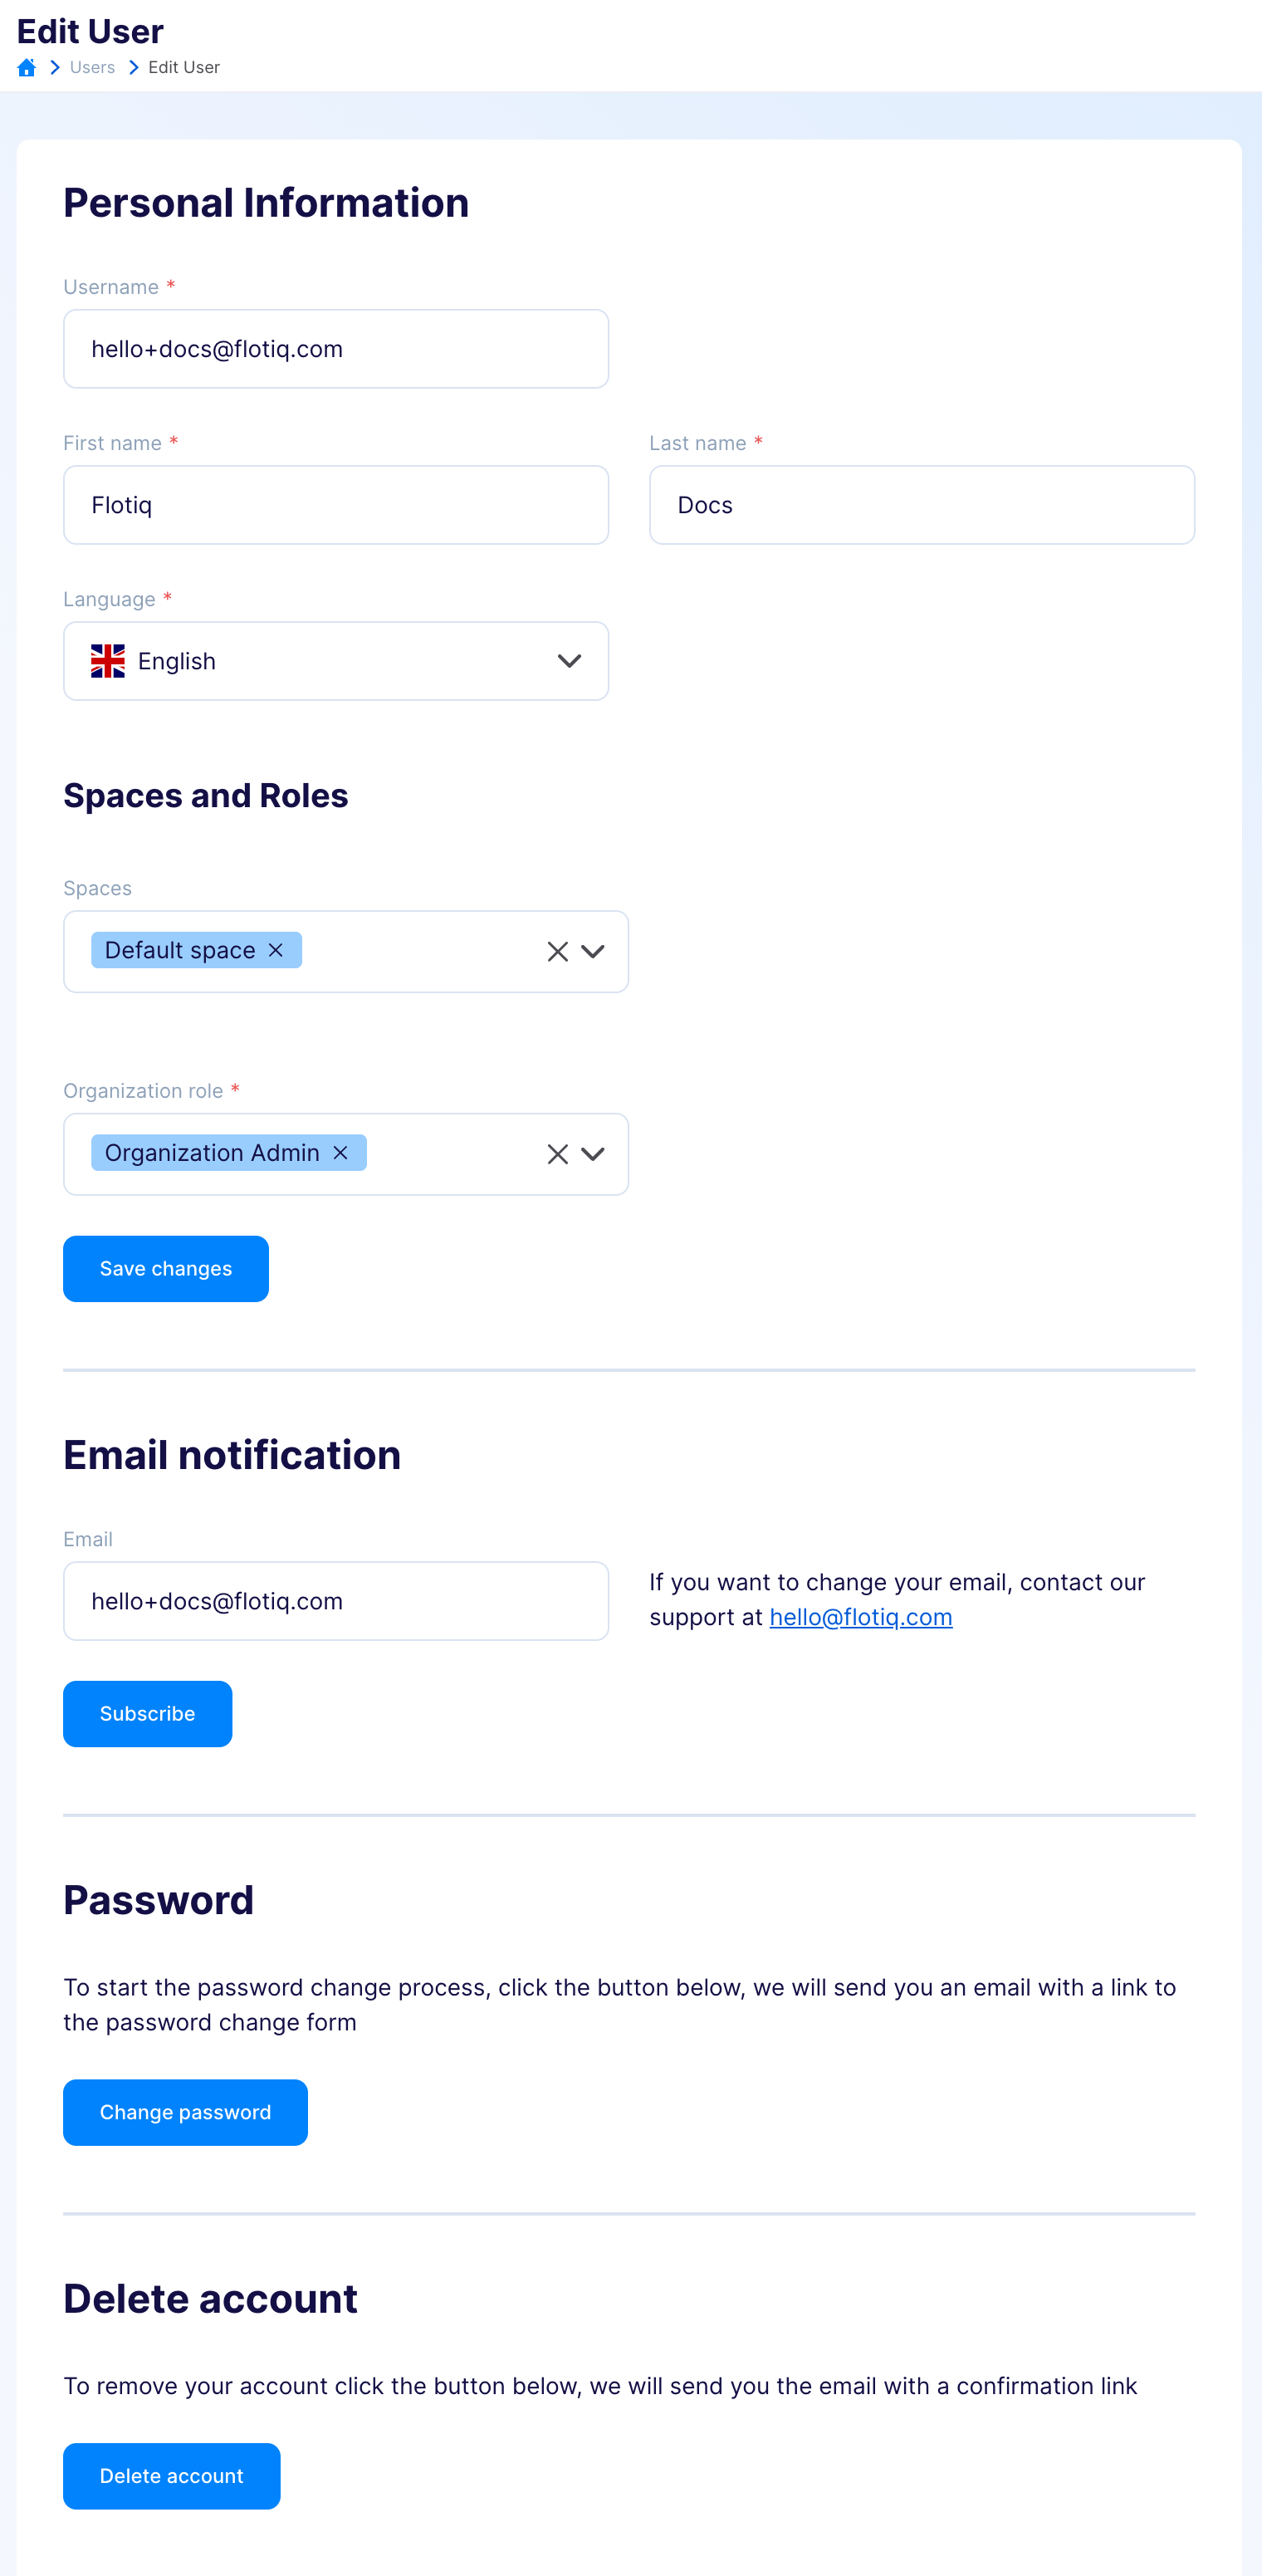 Edit User
Users
Edit User
Personal Information
Username *
hello+docs@flotiq.com
First name *
Last name *
Flotiq
Docs
Language *
English
Spaces and Roles
Spaces
Default space
Organization role *
Organization Admin
Save changes
Email notification
Email
hello+docs@flotiq.com
If you want to change your email, contact our
support at hello@flotiq.com
Subscribe
Password
To start the password change process, click the button below, we will send you an email with a link to
the password change form
Change password
Delete account
To remove your account click the button below, we will send you the email with a confirmation link
Delete account